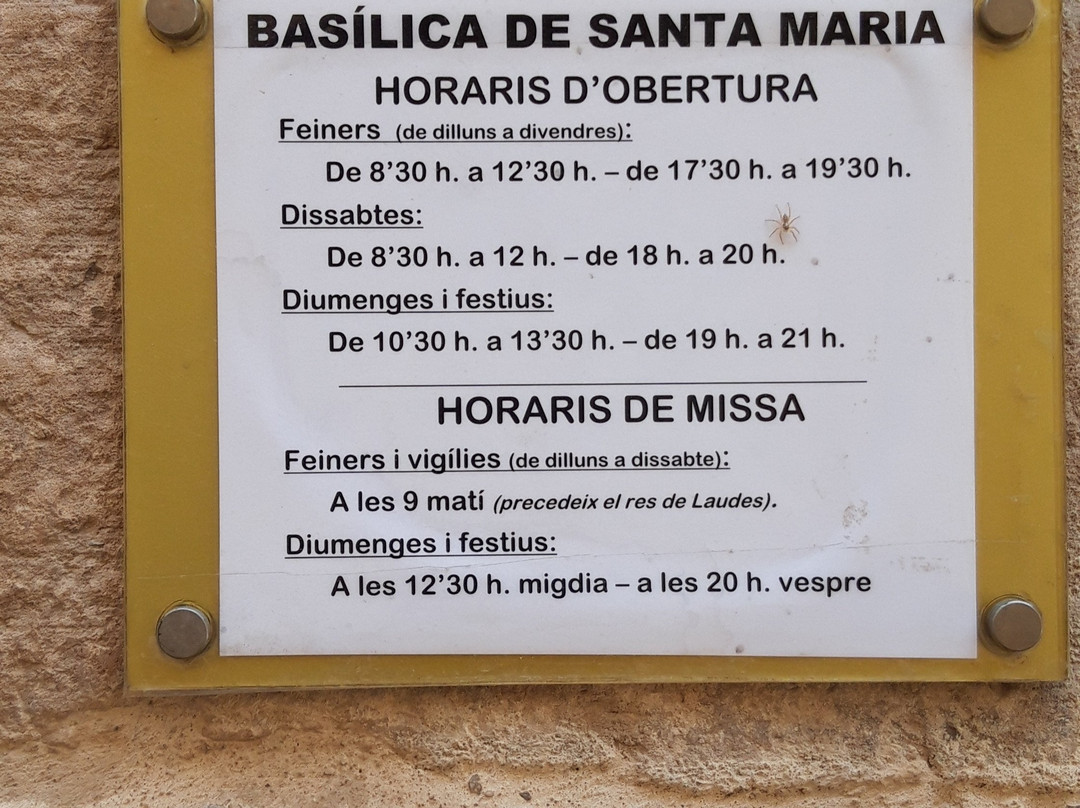 BASÍLICA DE SANTA MARIA
HORARIS D’OBERTURA
Feiners (de dilluns a divendres):
De 8’30 h. a 12’30 h. – de 17’30 h. a 19’30 h.
Dissabtes:
De 8’30 h. a 12 h. – de 18 h. a 20 h.
Diumenges i festius:
De 10’30 h. a 13’30 h. – de 19 h. a 21 h.
HORARIS DE MISSA
Feiners i vigílies (de dilluns a dissabte):
A les 9 matí (precedeix el res de Laudes).
Diumenges i festius:
A les 12’30 h. migdia – a les 20 h. vespre